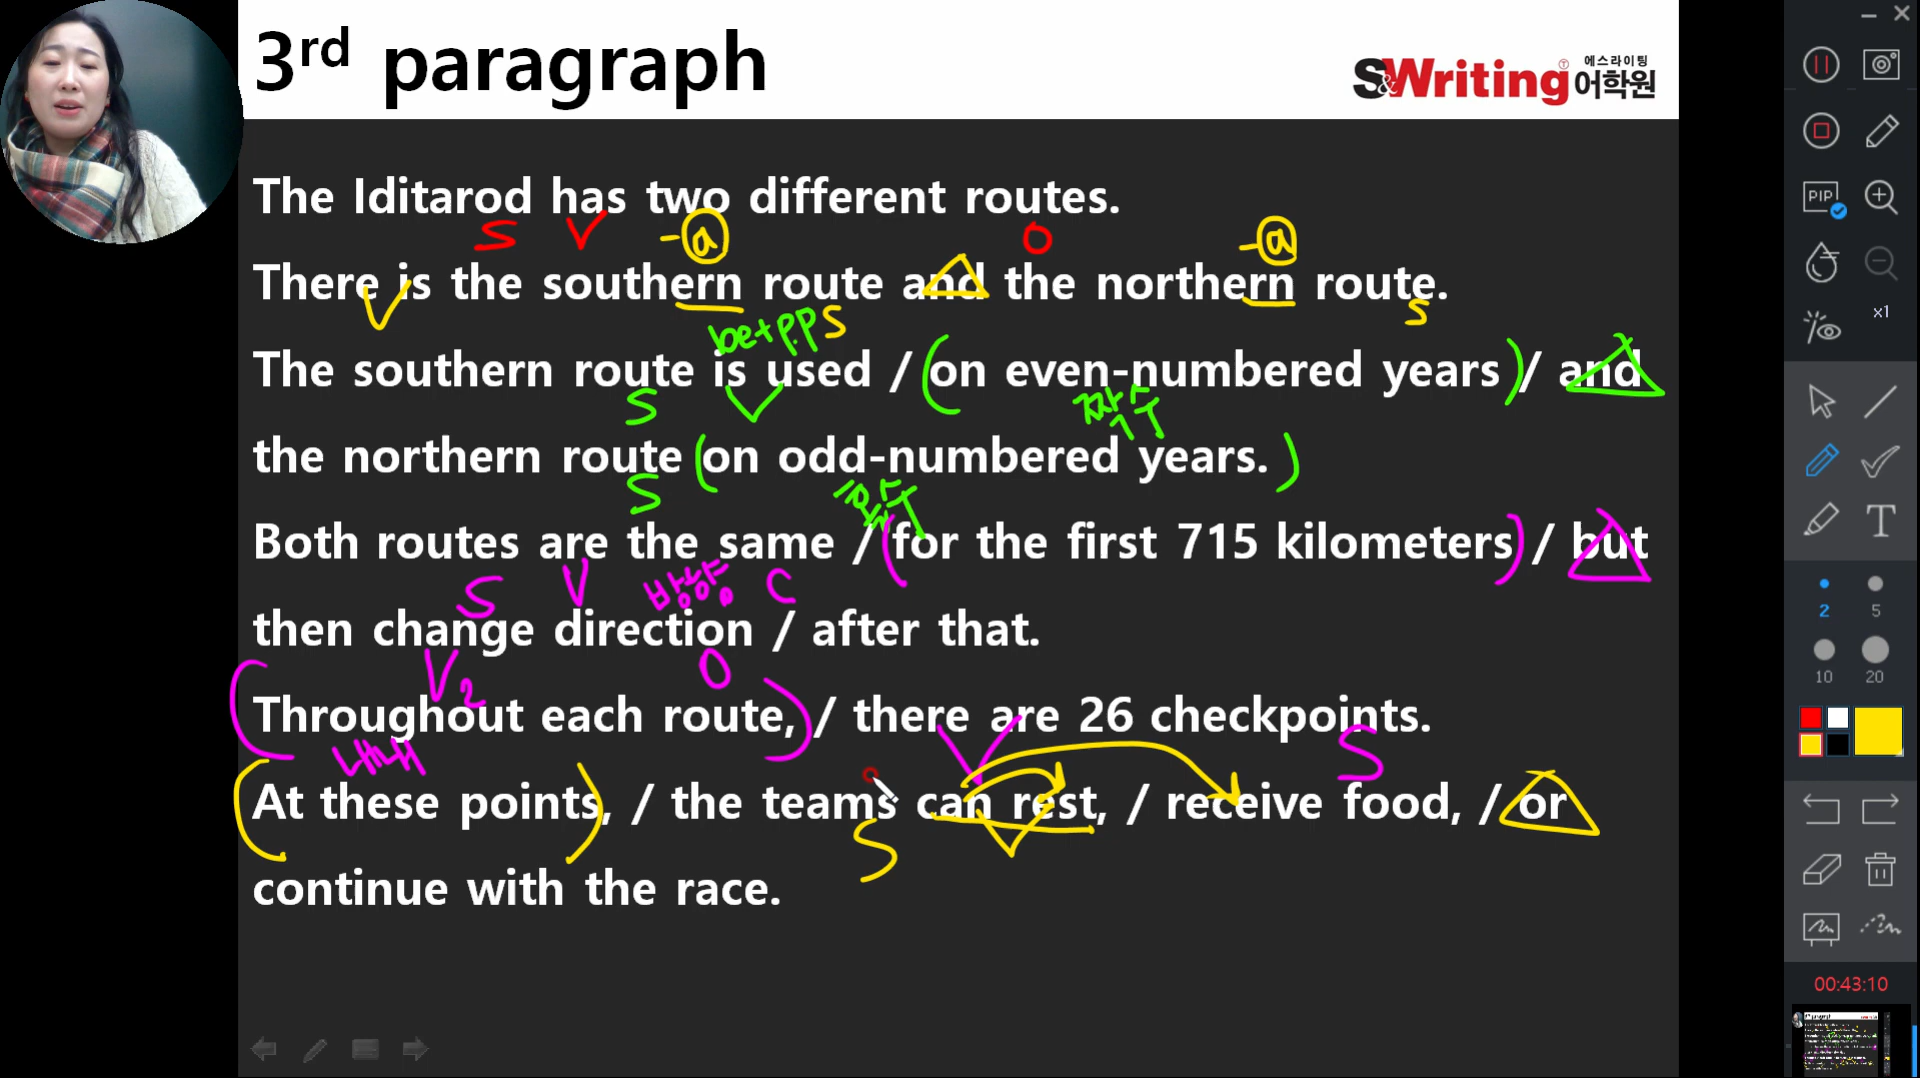 3rd paragraph
S&Writing 어학원
에스라이팅
The Iditarod has two different routes.
S V -ⓐ O -ⓐ
There is the southern route and the northern route.
V be+p.p S S
The southern route is used / (on even-numbered years) / and
S V 짝수
the northern route (on odd-numbered years.)
S 홀수
Both routes are the same / (for the first 715 kilometers) / but
S V 방향 C
then change direction / after that.
V2 O
(Throughout each route,) / there are 26 checkpoints.
내내 V S
(At these points), / the teams can rest, / receive food, / or
S V
continue with the race.
PIP
x1
T
2 5
10 20
00:43:10